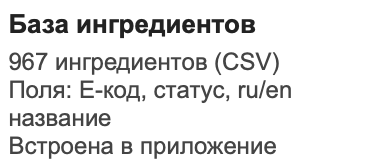 База ингредиентов
967 ингредиентов (CSV)
Поля: Е-код, статус, ru/en
название
Встроена в приложение